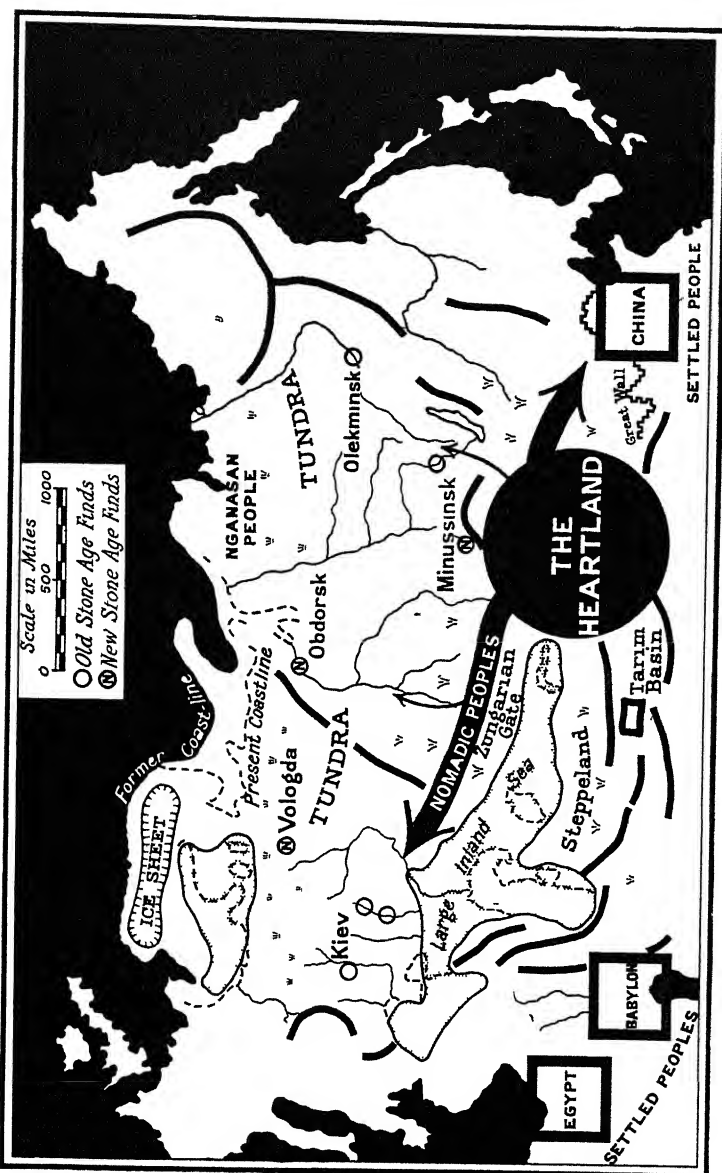 Scale in Miles
0 500 1000
Old Stone Age Finds
N New Stone Age Finds
Former Coast-line
Present Coastline
ICE SHEET
NGANASAN
PEOPLE
TUNDRA
Olekminsk
Obdorsk
Vologda
TUNDRA
Minussinsk
Kiev
NOMADIC PEOPLES
Zungarian
Gate
Large Inland Sea
Steppeland
THE
HEARTLAND
Tarim
Basin
Great Wall
CHINA
SETTLED PEOPLE
BABYLON
EGYPT
SETTLED PEOPLES